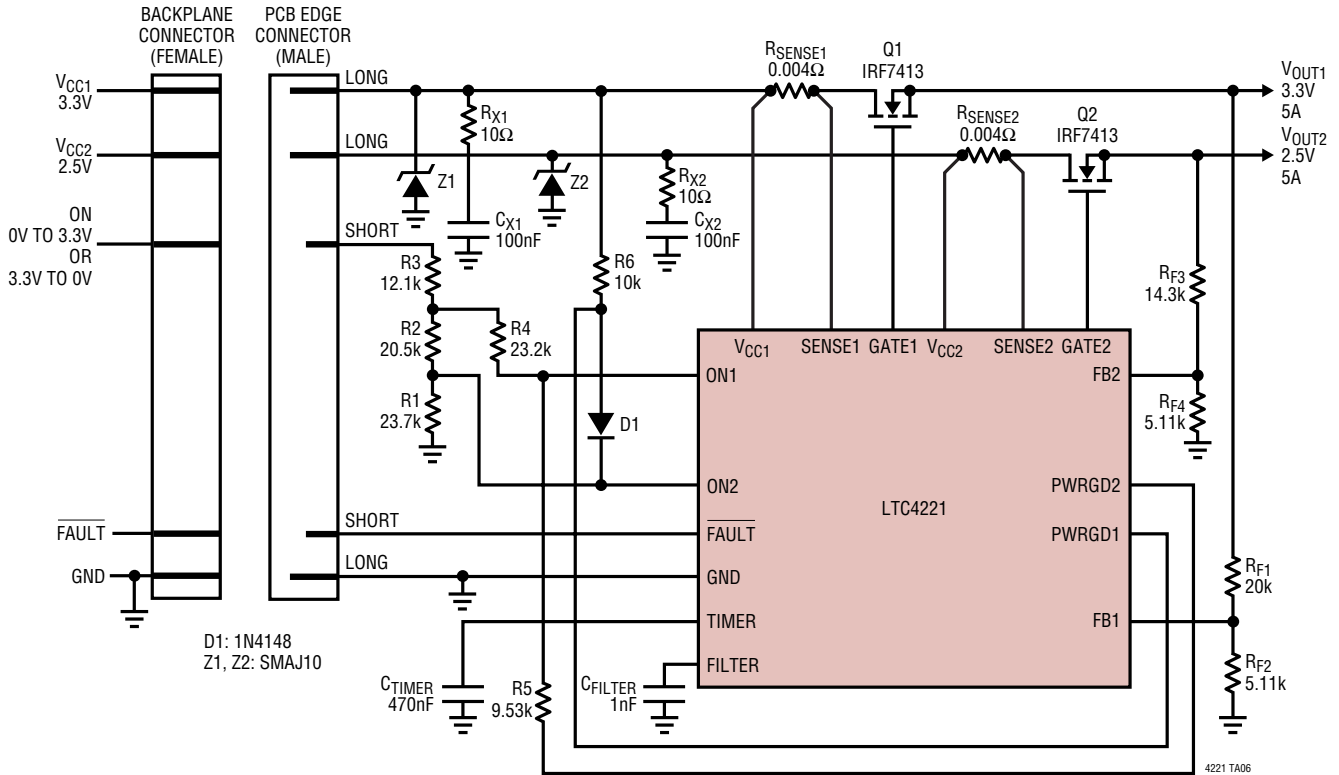 BACKPLANE
CONNECTOR
(FEMALE)
PCB EDGE
CONNECTOR
(MALE)
VCC1
3.3V
VCC2
2.5V
ON
0V TO 3.3V
OR
3.3V TO 0V
FAULT
GND
LONG
LONG
SHORT
SHORT
LONG
Z1
RX1
10Ω
CX1
100nF
Z2
RX2
10Ω
CX2
100nF
RSENSE1
0.004Ω
Q1
IRF7413
RSENSE2
0.004Ω
Q2
IRF7413
VOUT1
3.3V
5A
VOUT2
2.5V
5A
R3
12.1k
R2
20.5k
R1
23.7k
R4
23.2k
R6
10k
D1
RF3
14.3k
RF4
5.11k
RF1
20k
RF2
5.11k
VCC1 SENSE1 GATE1 VCC2 SENSE2 GATE2
ON1
ON2
FAULT
GND
TIMER
FILTER
LTC4221
FB2
PWRGD2
PWRGD1
FB1
D1: 1N4148
Z1, Z2: SMAJ10
CTIMER
470nF
R5
9.53k
CFILTER
1nF
4221 TA06